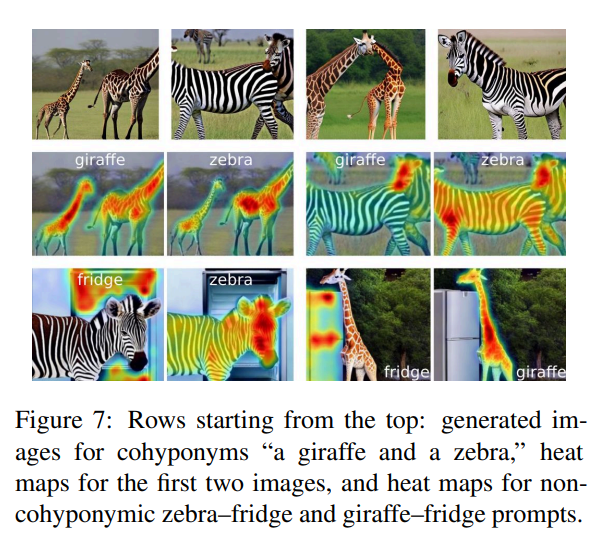 giraffe zebra giraffe zebra
fridge zebra
fridge giraffe
Figure 7: Rows starting from the top: generated im-
ages for cohyponyms “a giraffe and a zebra,” heat
maps for the first two images, and heat maps for non-
cohyponymic zebra–fridge and giraffe–fridge prompts.